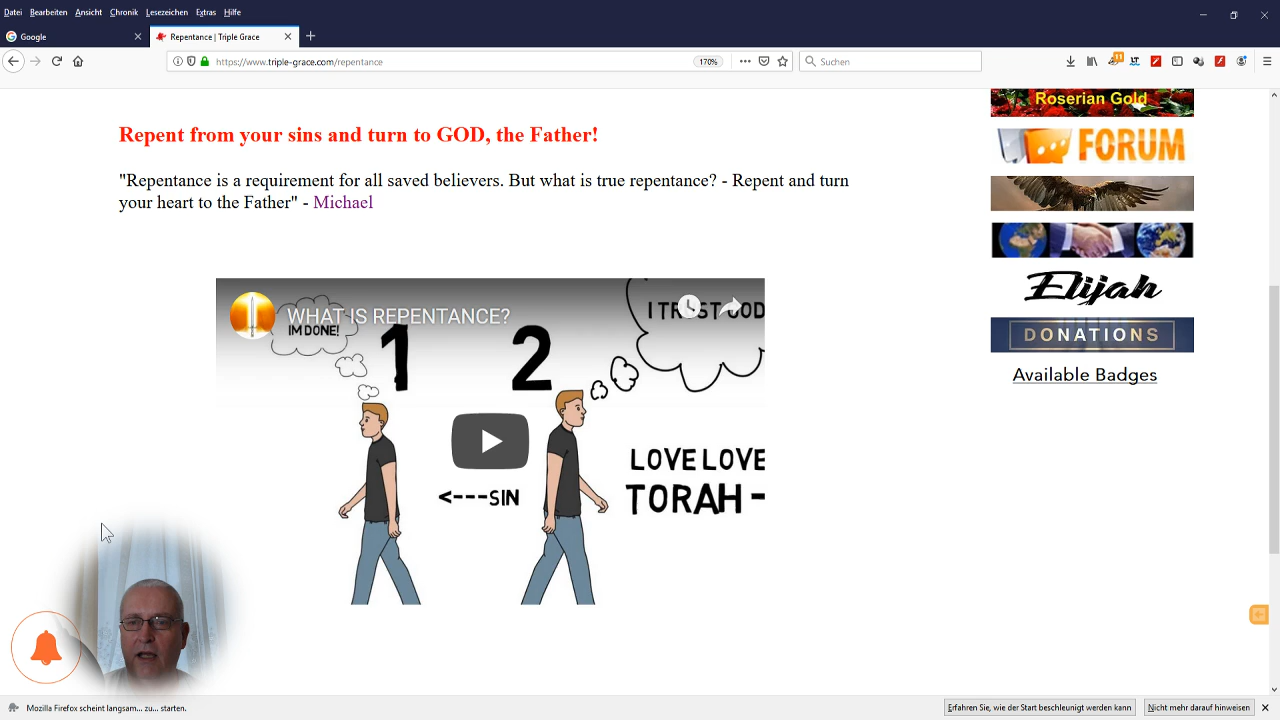 Datei Bearbeiten Ansicht Chronik Lesezeichen Extras Hilfe
Google
Repentance | Triple Grace
https://www.triple-grace.com/repentance
170%
Suchen
11
LT
Roserian Gold
FORUM
Repent from your sins and turn to GOD, the Father!
"Repentance is a requirement for all saved believers. But what is true repentance? - Repent and turn
your heart to the Father" - Michael
Elijah
DONATIONS
Available Badges
WHAT IS REPENTANCE?
I TRUST GOD
IM DONE!
1 2
LOVE LOVE
<---SIN
TORAH -
Mozilla Firefox scheint langsam... zu... starten.
Erfahren Sie, wie der Start beschleunigt werden kann
Nicht mehr darauf hinweisen